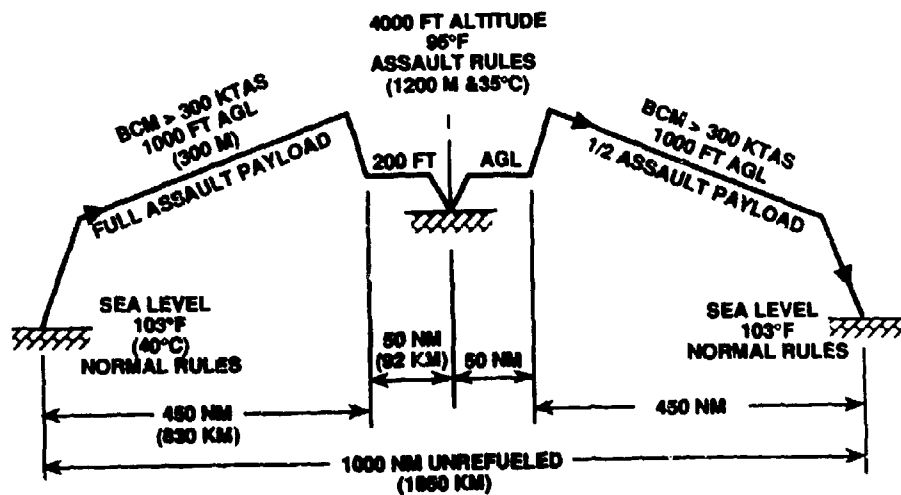 4000 FT ALTITUDE
95°F
ASSAULT RULES
(1200 M &35°C)
BCM > 300 KTAS
1000 FT AGL
(300 M)
FULL ASSAULT PAYLOAD
200 FT
AGL
BCM > 300 KTAS
1000 FT AGL
1/2 ASSAULT PAYLOAD
SEA LEVEL
103°F
(40°C)
NORMAL RULES
50 NM
(92 KM)
50 NM
SEA LEVEL
103°F
NORMAL RULES
450 NM
(830 KM)
450 NM
1000 NM UNREFUELED
(1850 KM)